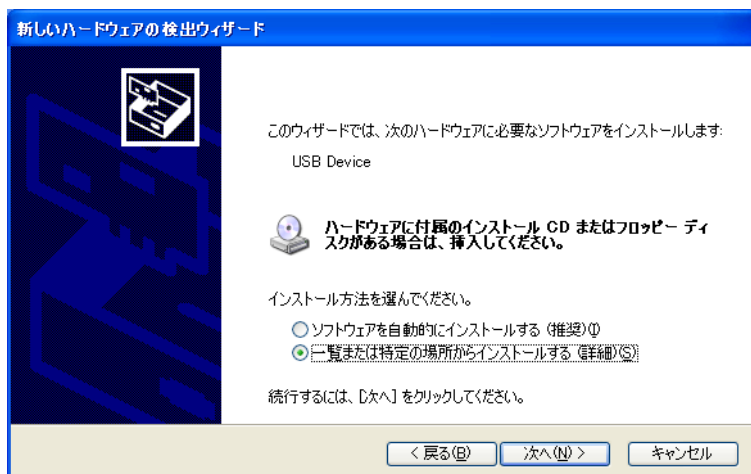 新しいハードウェアの検出ウィザード
このウィザードでは、次のハードウェアに必要なソフトウェアをインストールします:
USB Device
ハードウェアに付属のインストール CD またはフロッピー ディ
スクがある場合は、挿入してください。
インストール方法を選んでください。
ソフトウェアを自動的にインストールする (推奨)(I)
一覧または特定の場所からインストールする (詳細)(S)
続行するには、[次へ] をクリックしてください。
< 戻る(B) 次へ(N) > キャンセル